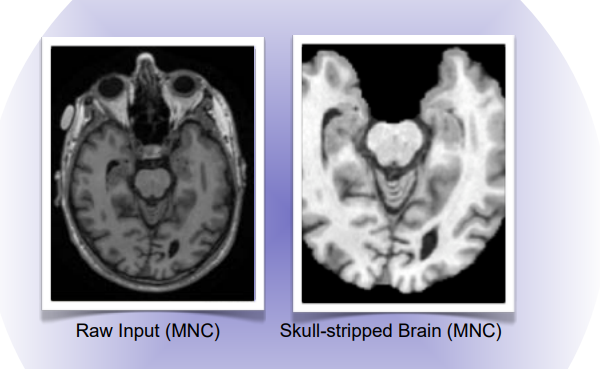 Raw Input (MNC)
Skull-stripped Brain (MNC)